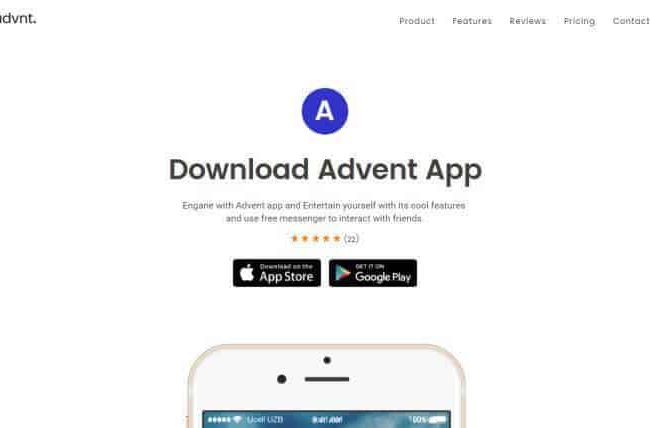 advnt.
Product Features Reviews Pricing Contact
A
Download Advent App
Engane with Advent app and Entertain yourself with its cool features
and use free messenger to interact with friends.
(22)
Download on the
App Store
GET IT ON
Google Play
Ucell UZB
100%